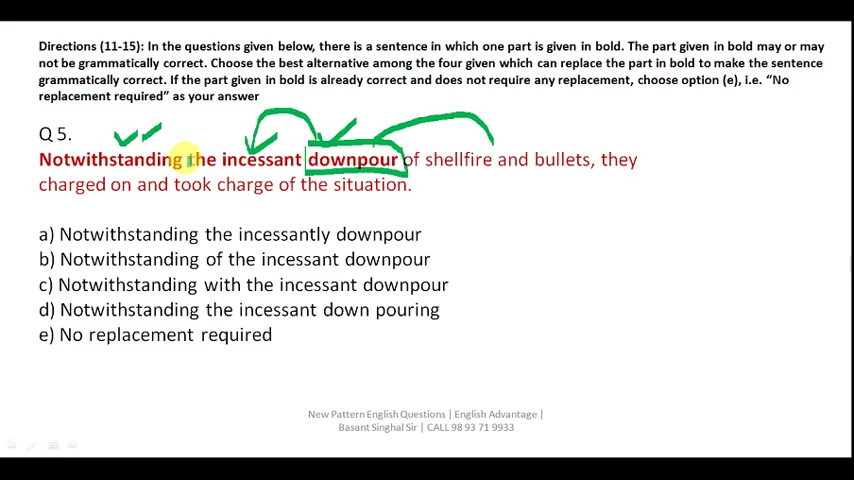 Directions (11-15): In the questions given below, there is a sentence in which one part is given in bold. The part given in bold may or may
not be grammatically correct. Choose the best alternative among the four given which can replace the part in bold to make the sentence
grammatically correct. If the part given in bold is already correct and does not require any replacement, choose option (e), i.e. “No
replacement required” as your answer
Q 5.
Notwithstanding the incessant downpour of shellfire and bullets, they
charged on and took charge of the situation.
a) Notwithstanding the incessantly downpour
b) Notwithstanding of the incessant downpour
c) Notwithstanding with the incessant downpour
d) Notwithstanding the incessant down pouring
e) No replacement required
New Pattern English Questions | English Advantage |
Basant Singhal Sir | CALL 98 93 71 9933